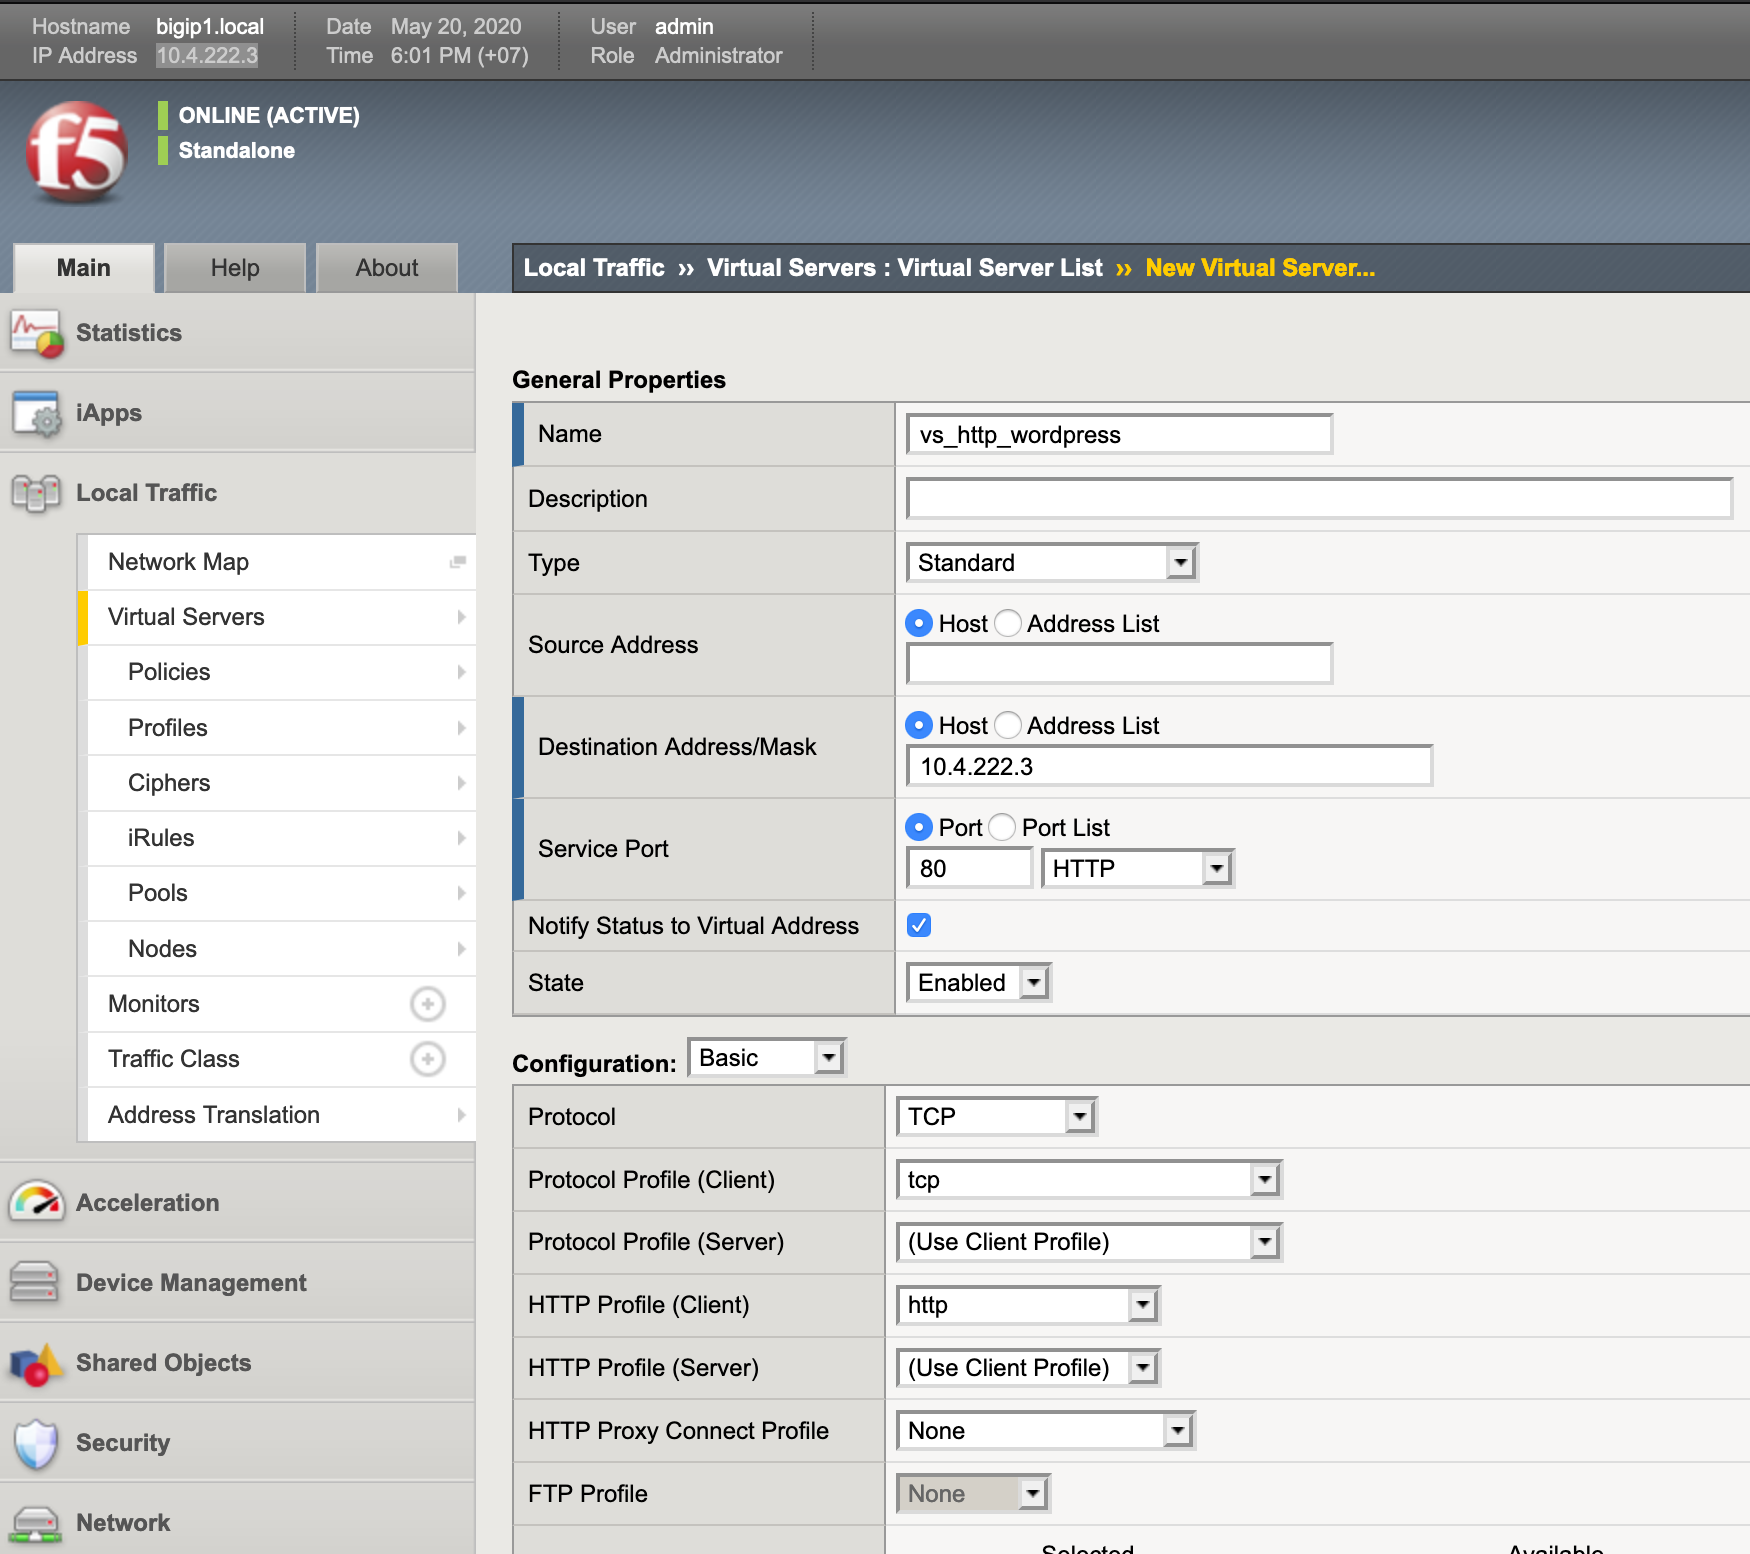 Hostname bigip1.local Date May 20, 2020 User admin
IP Address 10.4.222.3 Time 6:01 PM (+07) Role Administrator
f5
ONLINE (ACTIVE)
Standalone
Main Help About
Local Traffic ›› Virtual Servers : Virtual Server List ›› New Virtual Server...
Statistics
iApps
Local Traffic
Network Map
Virtual Servers
Policies
Profiles
Ciphers
iRules
Pools
Nodes
Monitors
Traffic Class
Address Translation
Acceleration
Device Management
Shared Objects
Security
Network
General Properties
Name vs_http_wordpress
Description
Type Standard
Source Address Host Address List
Destination Address/Mask Host Address List
10.4.222.3
Service Port Port Port List
80 HTTP
Notify Status to Virtual Address
State Enabled
Configuration: Basic
Protocol TCP
Protocol Profile (Client) tcp
Protocol Profile (Server) (Use Client Profile)
HTTP Profile (Client) http
HTTP Profile (Server) (Use Client Profile)
HTTP Proxy Connect Profile None
FTP Profile None
Selected Available